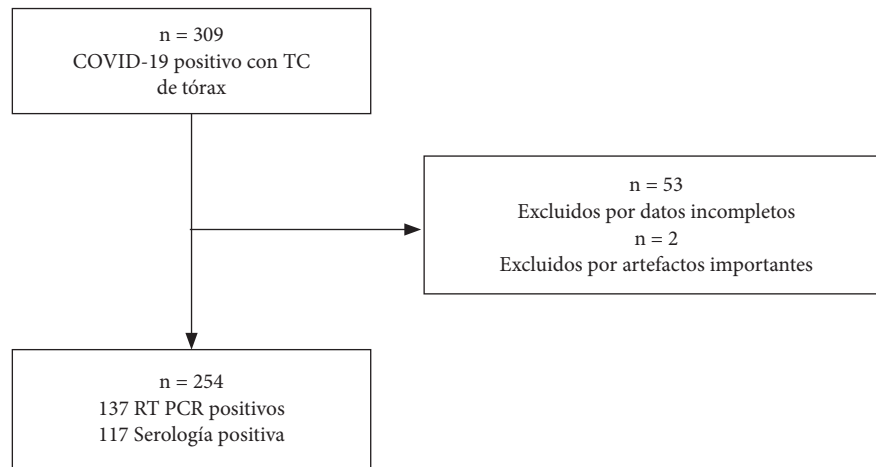 n = 309
COVID-19 positivo con TC
de tórax
n = 53
Excluidos por datos incompletos
n = 2
Excluidos por artefactos importantes
n = 254
137 RT PCR positivos
117 Serología positiva